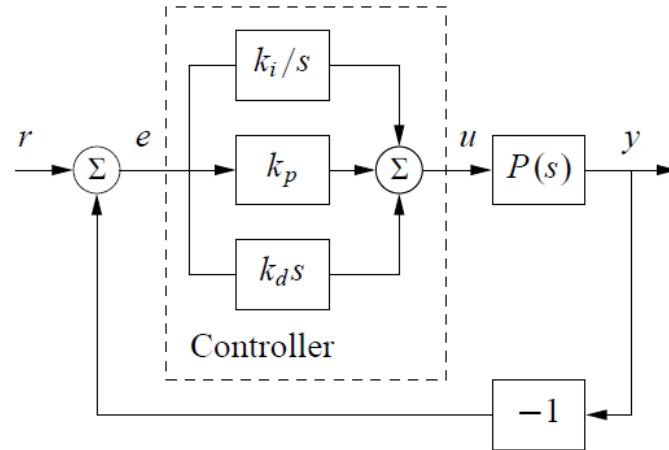 k_i/s
r
Σ
e
k_p
Σ
u
P(s)
y
k_d s
Controller
−1